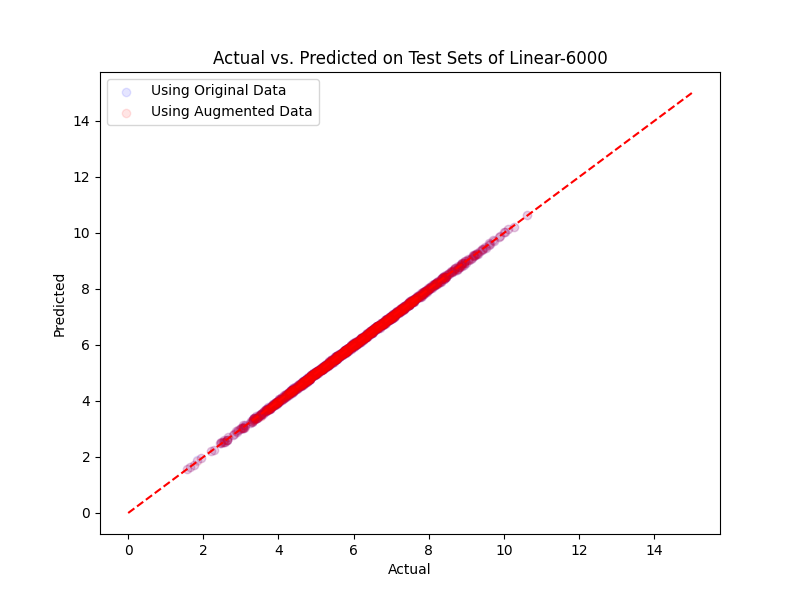 Actual vs. Predicted on Test Sets of Linear-6000
Using Original Data
Using Augmented Data
14
12
10
8
6
4
2
0
Predicted
0 2 4 6 8 10 12 14
Actual